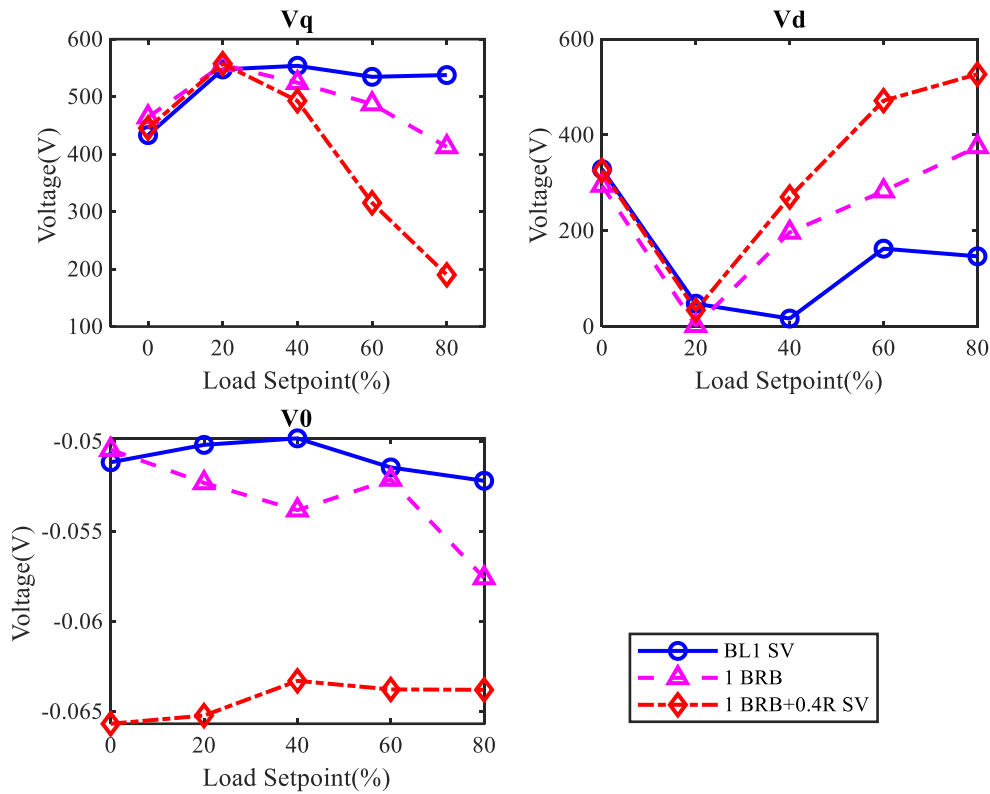 Vq
600
500
400
300
200
100
Voltage(V)
0 20 40 60 80
Load Setpoint(%)
Vd
600
400
200
0
Voltage(V)
0 20 40 60 80
Load Setpoint(%)
V0
-0.05
-0.055
-0.06
-0.065
Voltage(V)
0 20 40 60 80
Load Setpoint(%)
BL1 SV
1 BRB
1 BRB+0.4R SV